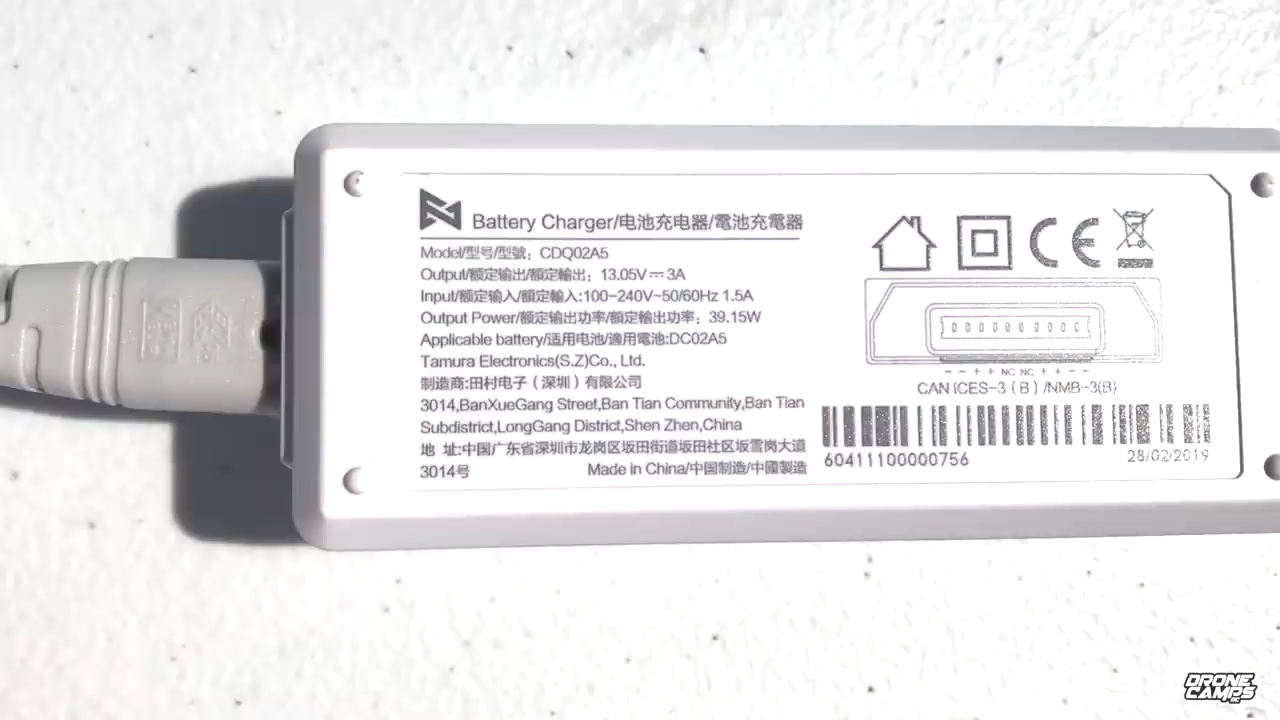 Battery Charger/电池充电器/電池充電器
Model/型号/型號: CDQ02A5
Output/额定输出/額定輸出: 13.05V⎓3A
Input/额定输入/額定輸入:100-240V~50/60Hz 1.5A
Output Power/额定输出功率/額定輸出功率: 39.15W
Applicable battery/适用电池/適用電池:DC02A5
Tamura Electronics(S.Z)Co., Ltd.
制造商:田村电子（深圳）有限公司
3014,BanXueGang Street,Ban Tian Community,Ban Tian
Subdistrict,LongGang District,Shen Zhen,China
地 址:中国广东省深圳市龙岗区坂田街道坂田社区坂雪岗大道
3014号
Made in China/中国制造/中國製造
CE
- - + + NC NC + + - -
CAN ICES-3 (B) /NMB-3(B)
60411100000756
28/02/2019
DRONE
CAMPS
RC